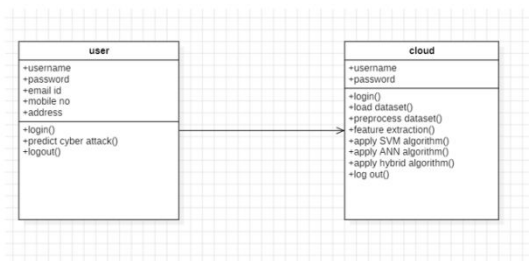 user
+username
+password
+email id
+mobile no
+address
+login()
+predict cyber attack()
+logout()
cloud
+username
+password
+login()
+load dataset()
+preprocess dataset()
+feature extraction()
+apply SVM algorithm()
+apply ANN algorithm()
+apply hybrid algorithm()
+log out()